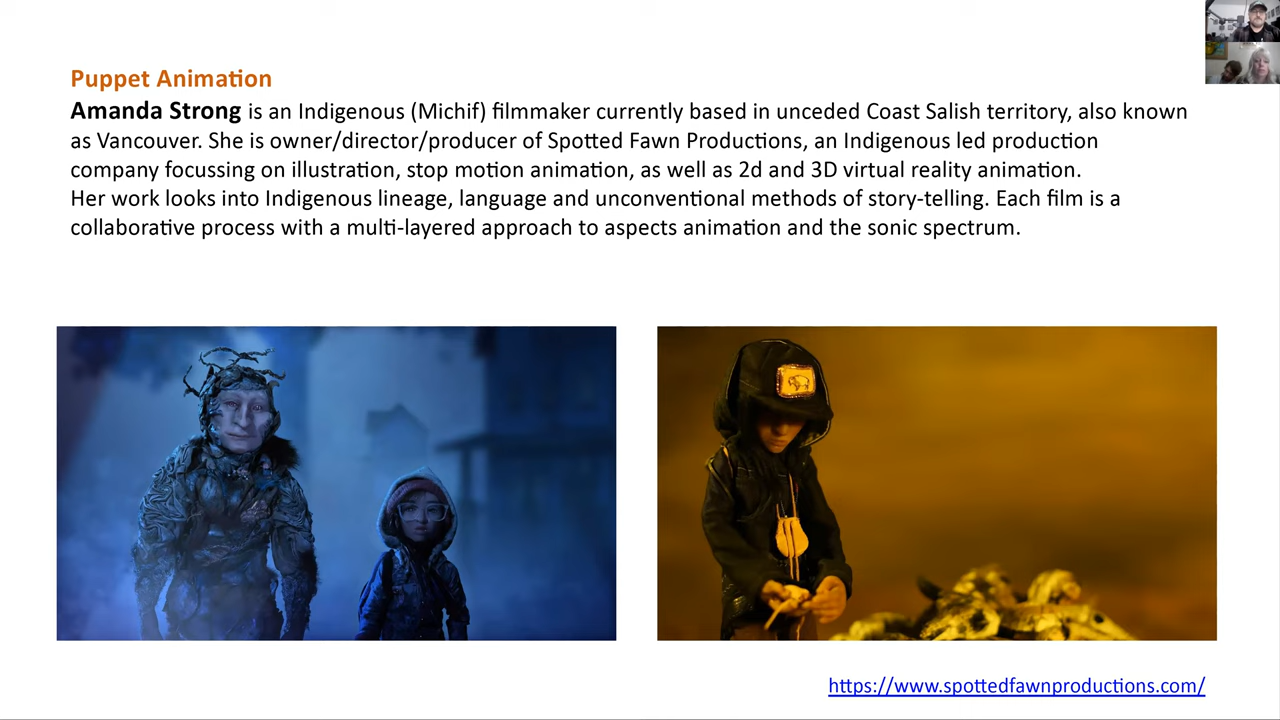 Puppet Animation
Amanda Strong is an Indigenous (Michif) filmmaker currently based in unceded Coast Salish territory, also known
as Vancouver. She is owner/director/producer of Spotted Fawn Productions, an Indigenous led production
company focussing on illustration, stop motion animation, as well as 2d and 3D virtual reality animation.
Her work looks into Indigenous lineage, language and unconventional methods of story-telling. Each film is a
collaborative process with a multi-layered approach to aspects animation and the sonic spectrum.
https://www.spottedfawnproductions.com/